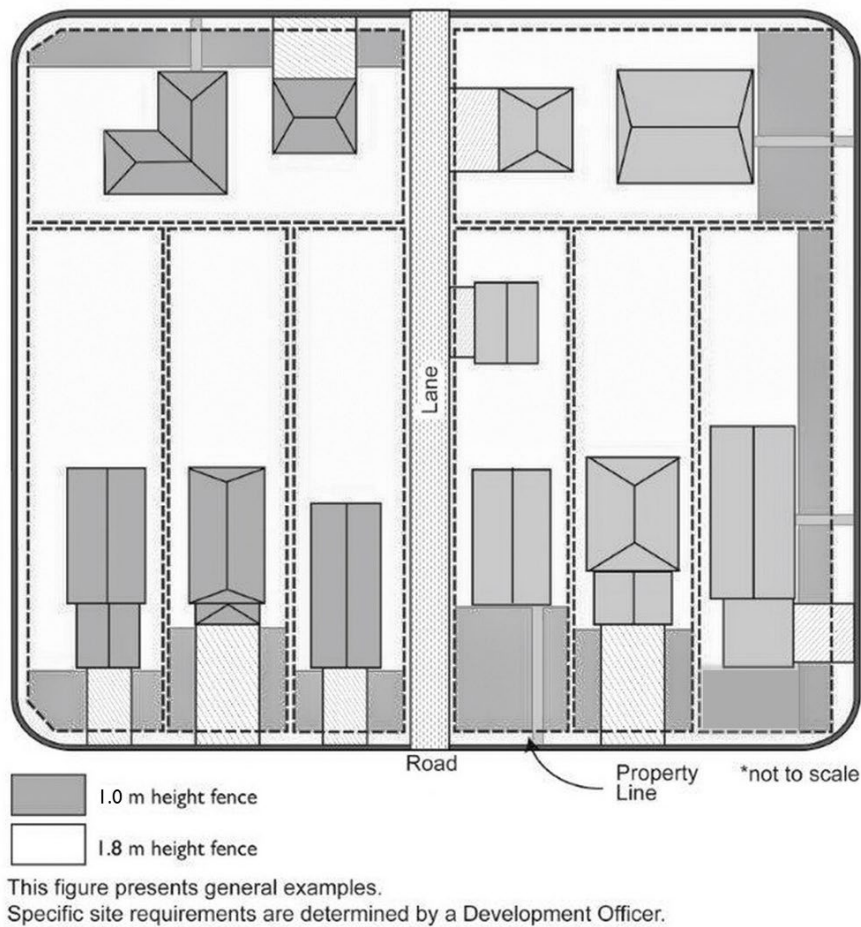 Lane
Road
Property
Line
*not to scale
1.0 m height fence
1.8 m height fence
This figure presents general examples.
Specific site requirements are determined by a Development Officer.